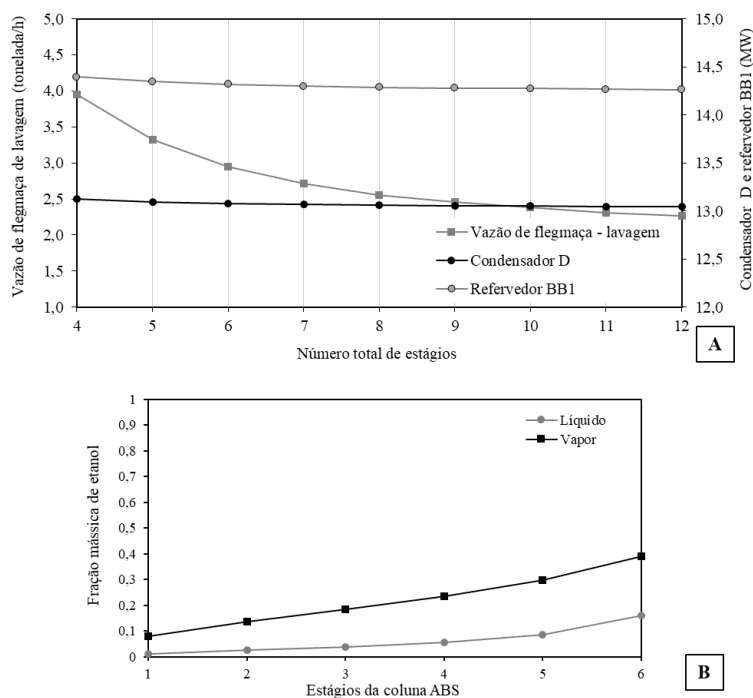 5,0
4,5
4,0
3,5
3,0
2,5
2,0
1,5
1,0
Vazão de flegmaça de lavagem (tonelada/h)
15,0
14,5
14,0
13,5
13,0
12,5
12,0
Condensador D e refervedor BB1 (MW)
Vazão de flegmaça - lavagem
Condensador D
Refervedor BB1
4 5 6 7 8 9 10 11 12
Número total de estágios
A
1
0,9
0,8
0,7
0,6
0,5
0,4
0,3
0,2
0,1
0
Fração mássica de etanol
Líquido
Vapor
1 2 3 4 5 6
Estágios da coluna ABS
B